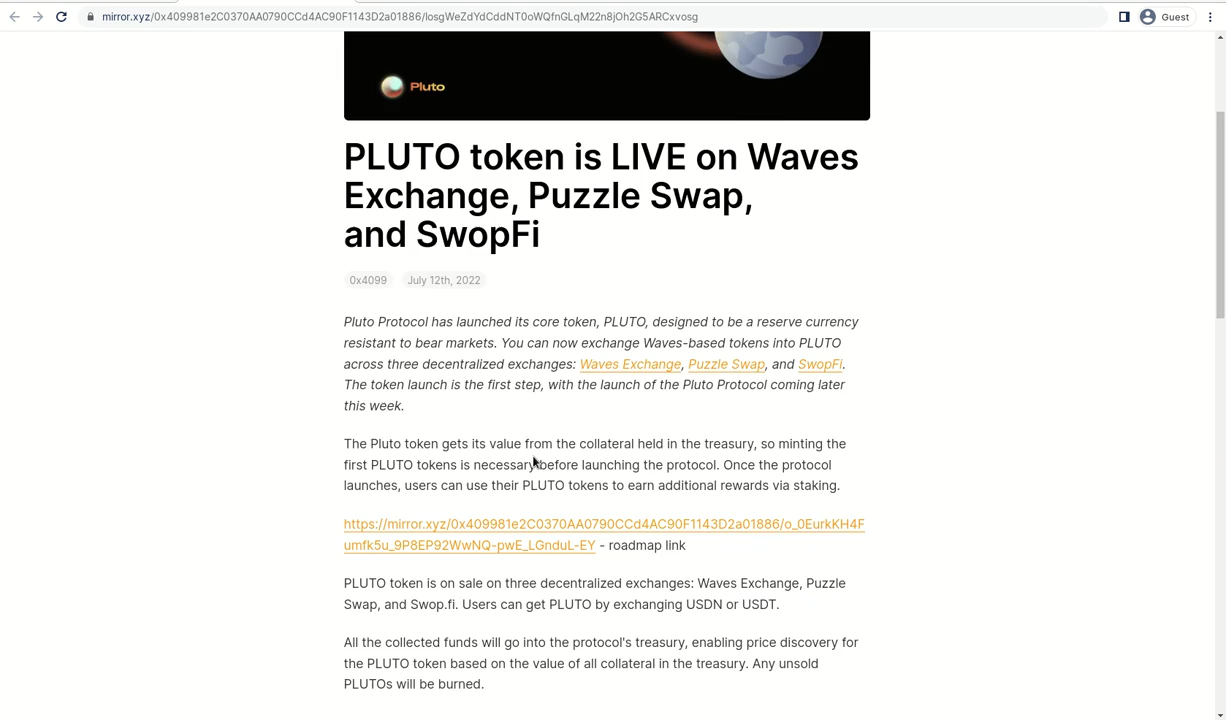 mirror.xyz/0x409981e2C0370AA0790CCd4AC90F1143D2a01886/losgWeZdYdCddNT0oWQfnGLqM22n8jOh2G5ARCxvosg
Guest
Pluto
PLUTO token is LIVE on Waves
Exchange, Puzzle Swap,
and SwopFi
0x4099 July 12th, 2022
Pluto Protocol has launched its core token, PLUTO, designed to be a reserve currency
resistant to bear markets. You can now exchange Waves-based tokens into PLUTO
across three decentralized exchanges: Waves Exchange, Puzzle Swap, and SwopFi.
The token launch is the first step, with the launch of the Pluto Protocol coming later
this week.
The Pluto token gets its value from the collateral held in the treasury, so minting the
first PLUTO tokens is necessary before launching the protocol. Once the protocol
launches, users can use their PLUTO tokens to earn additional rewards via staking.
https://mirror.xyz/0x409981e2C0370AA0790CCd4AC90F1143D2a01886/o_0EurkKH4F
umfk5u_9P8EP92WwNQ-pwE_LGnduL-EY - roadmap link
PLUTO token is on sale on three decentralized exchanges: Waves Exchange, Puzzle
Swap, and Swop.fi. Users can get PLUTO by exchanging USDN or USDT.
All the collected funds will go into the protocol's treasury, enabling price discovery for
the PLUTO token based on the value of all collateral in the treasury. Any unsold
PLUTOs will be burned.